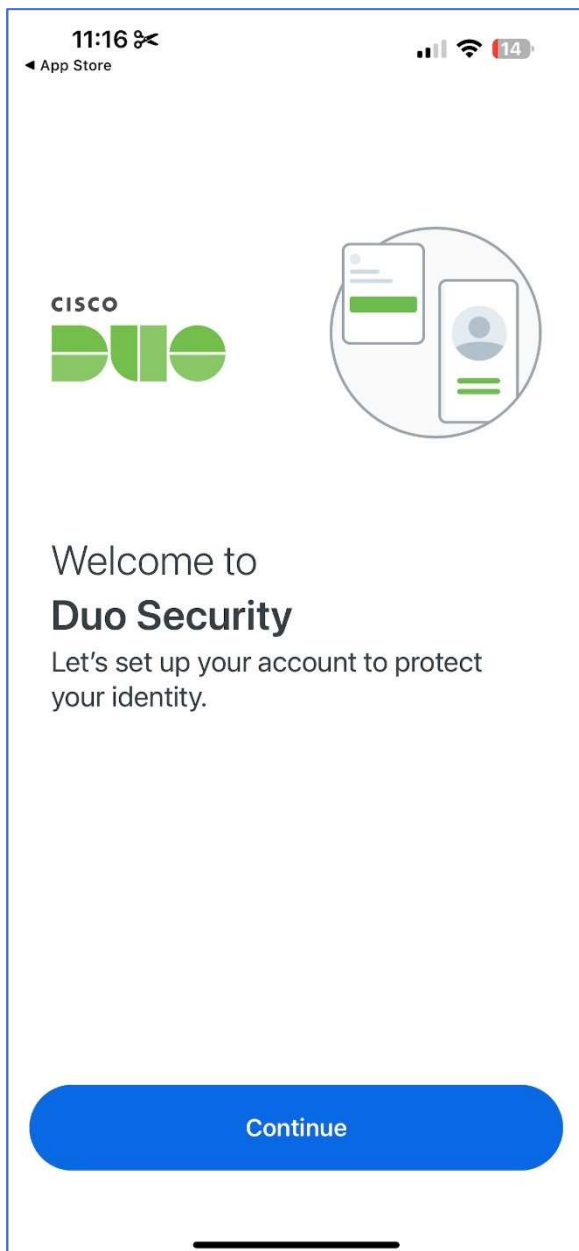 11:16
◀ App Store
14
CISCO
DUO
Welcome to
Duo Security
Let's set up your account to protect
your identity.
Continue